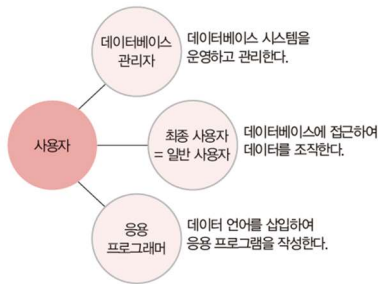 데이터베이스
관리자
데이터베이스 시스템을
운영하고 관리한다.
사용자
최종 사용자
= 일반 사용자
데이터베이스에 접근하여
데이터를 조작한다.
응용
프로그래머
데이터 언어를 삽입하여
응용 프로그램을 작성한다.